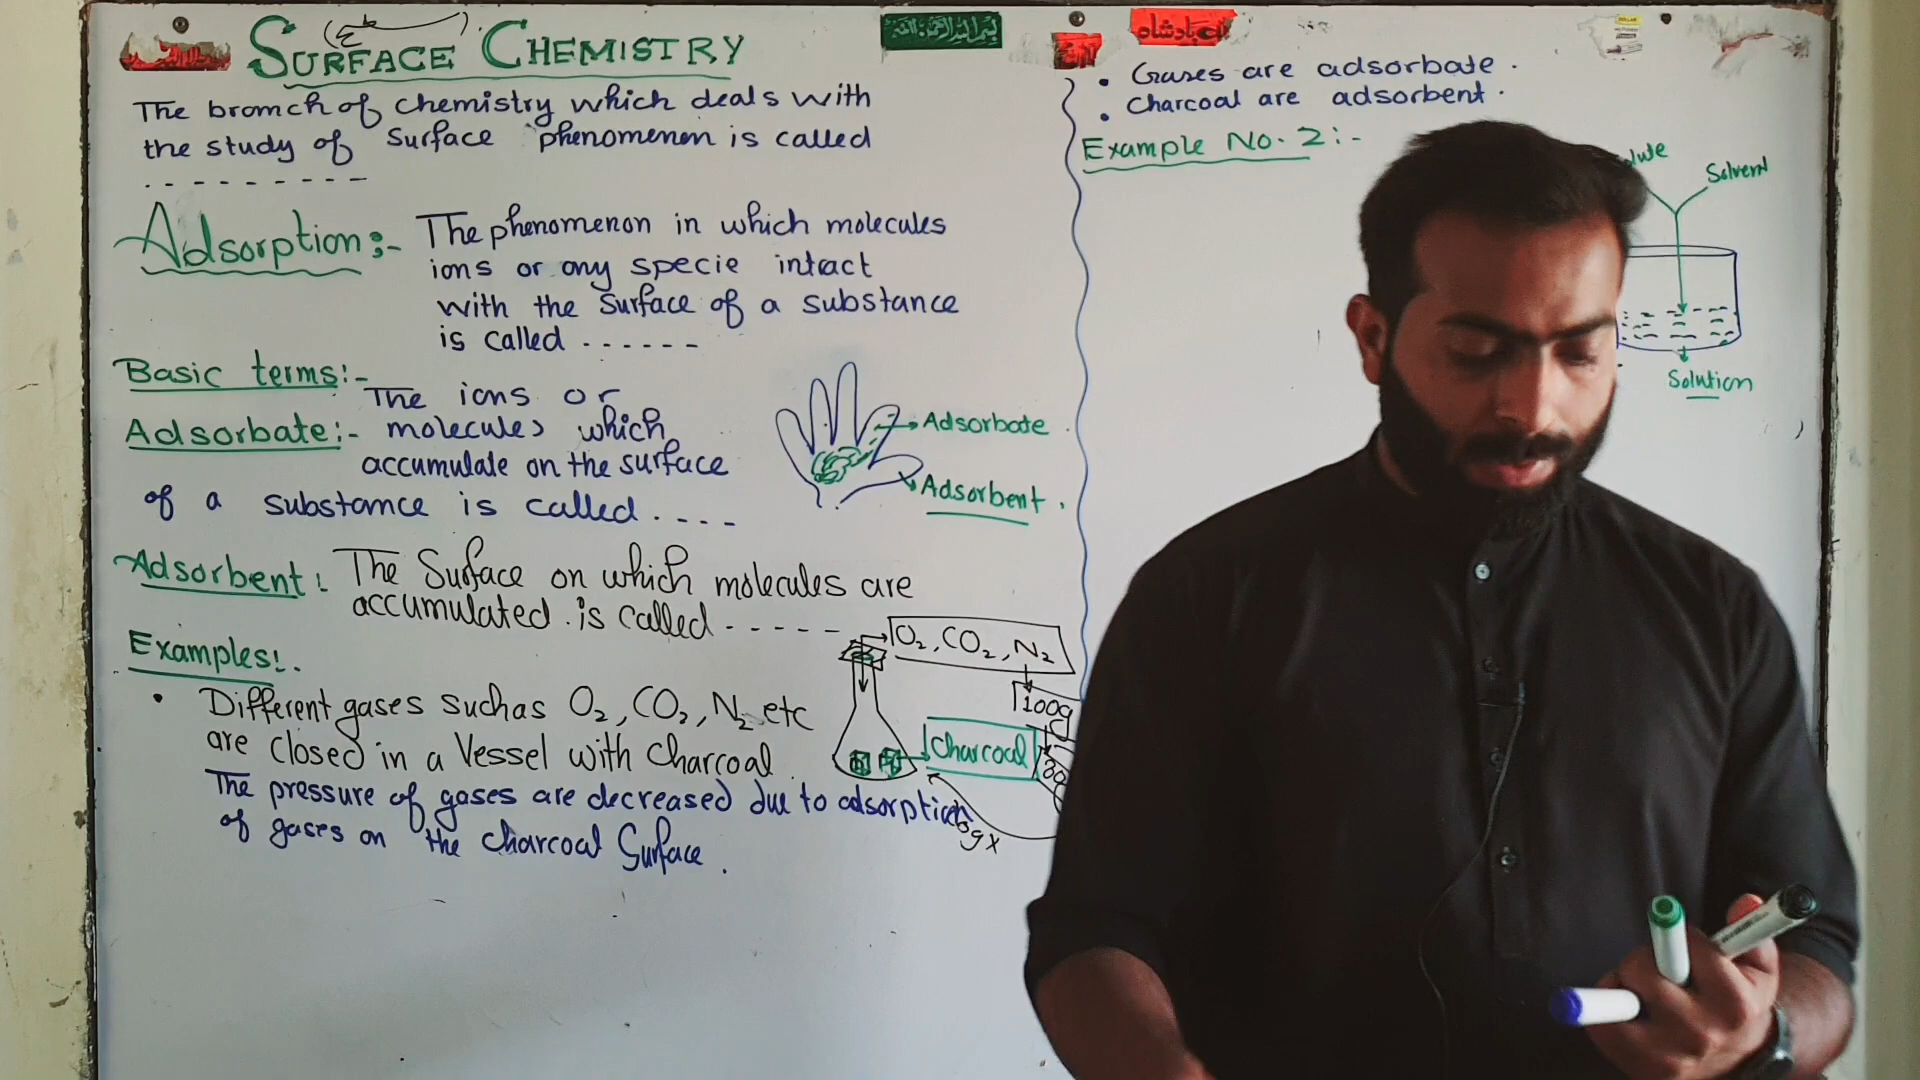 SURFACE CHEMISTRY
The branch of chemistry which deals with
the study of surface phenomenon is called
- - - - - - - - -
Adsorption:-
The phenomenon in which molecules
ions or any specie intract
with the surface of a substance
is called ------
Basic terms:-
The ions or
Adsorbate:- molecules which
accumulate on the surface
of a substance is called ....
Adsorbate
Adsorbent.
Adsorbent: The Surface on which molecules are
accumulated is called -----
O₂, CO₂, N₂
100g
Charcoal
Examples:.
• Different gases suchas O₂, CO₂, N₂ etc
are closed in a Vessel with charcoal.
The pressure of gases are decreased due to adsorption
of gases on the charcoal Surface.
• Gases are adsorbate.
• Charcoal are adsorbent.
Example No. 2:-
Solvent
Solution